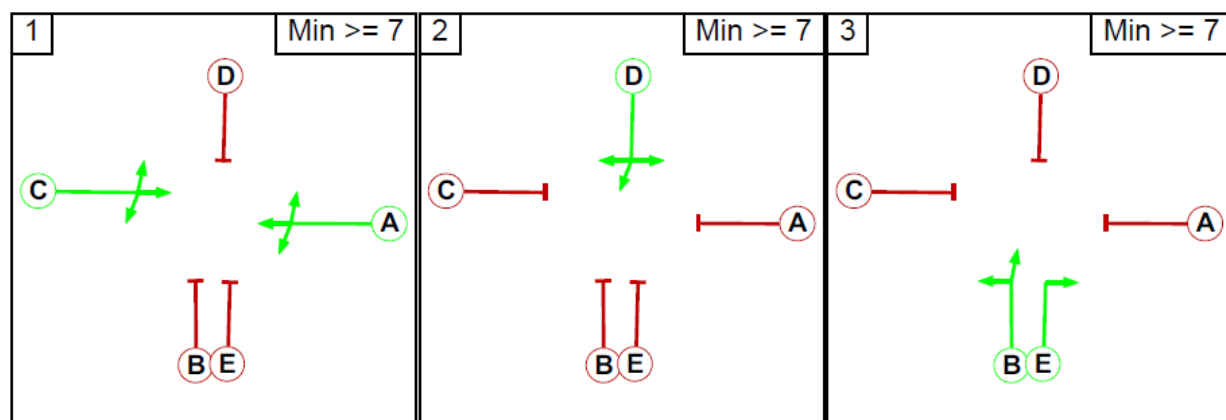 1 Min >= 7 2 Min >= 7 3 Min >= 7
D D D
C A C A C A
B E B E B E